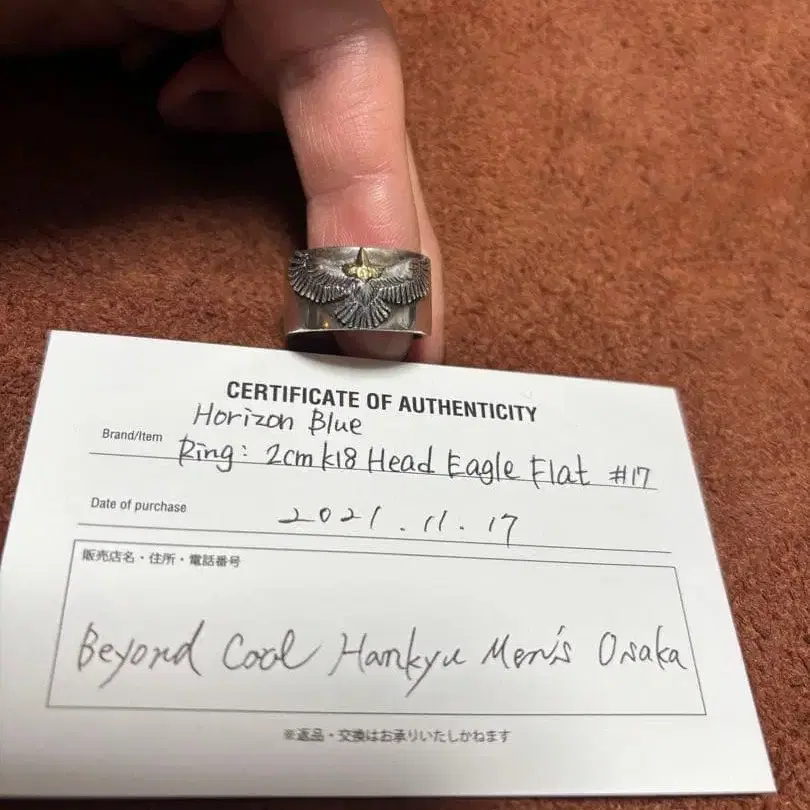 CERTIFICATE OF AUTHENTICITY
Horizon Blue
Brand/Item Ring: 2cm K18 Head Eagle Flat #17
Date of purchase 2021.11.17
販売店名・住所・電話番号
Beyond Cool Hankyu Men's Osaka
※返品・交換はお承りいたしかねます